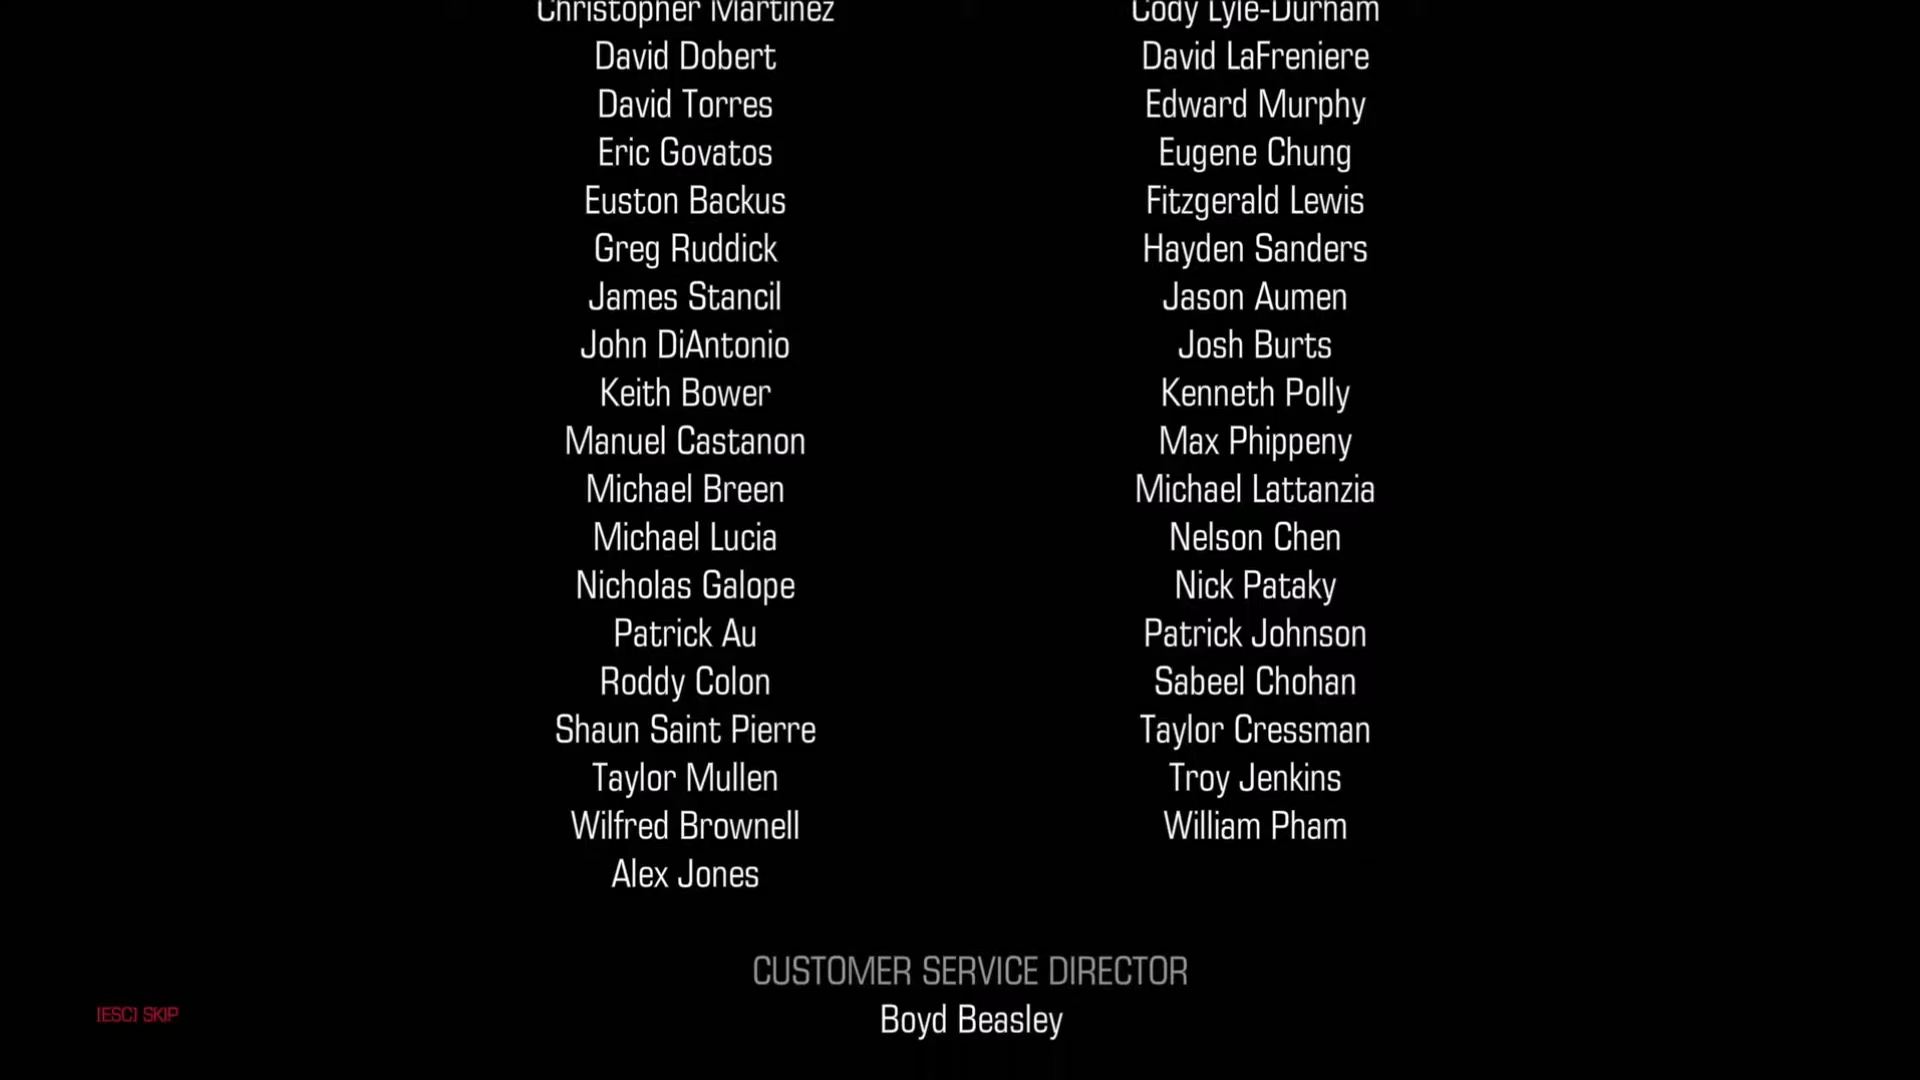 Christopher Martinez Cody Lyle-Durham
David Dobert David LaFreniere
David Torres Edward Murphy
Eric Govatos Eugene Chung
Euston Backus Fitzgerald Lewis
Greg Ruddick Hayden Sanders
James Stancil Jason Aumen
John DiAntonio Josh Burts
Keith Bower Kenneth Polly
Manuel Castanon Max Phippeny
Michael Breen Michael Lattanzia
Michael Lucia Nelson Chen
Nicholas Galope Nick Pataky
Patrick Au Patrick Johnson
Roddy Colon Sabeel Chohan
Shaun Saint Pierre Taylor Cressman
Taylor Mullen Troy Jenkins
Wilfred Brownell William Pham
Alex Jones
CUSTOMER SERVICE DIRECTOR
[ESC] SKIP
Boyd Beasley